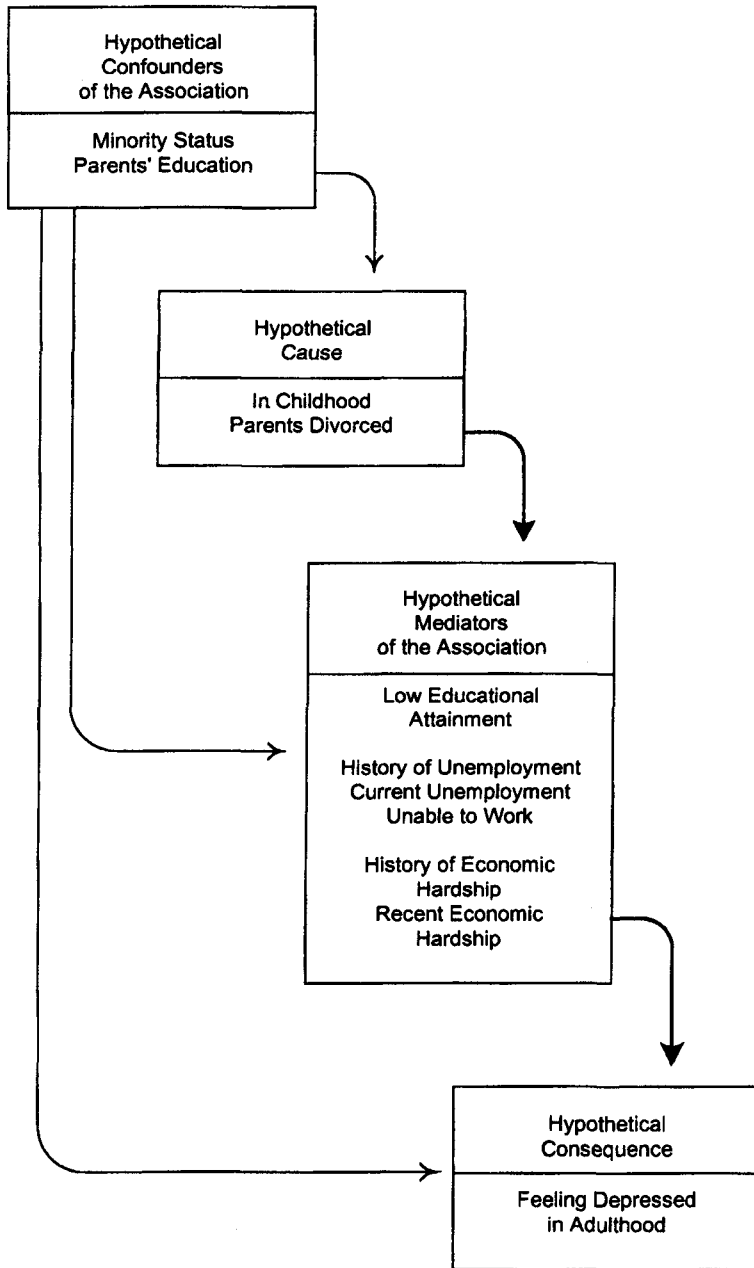 Hypothetical
Confounders
of the Association
Minority Status
Parents' Education
Hypothetical
Cause
In Childhood
Parents Divorced
Hypothetical
Mediators
of the Association
Low Educational
Attainment
History of Unemployment
Current Unemployment
Unable to Work
History of Economic
Hardship
Recent Economic
Hardship
Hypothetical
Consequence
Feeling Depressed
in Adulthood